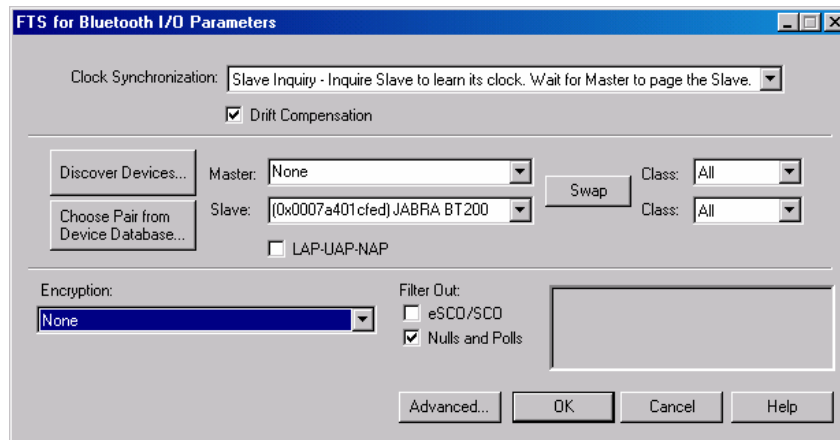 FTS for Bluetooth I/O Parameters
Clock Synchronization: Slave Inquiry - Inquire Slave to learn its clock. Wait for Master to page the Slave.
Drift Compensation
Discover Devices... Master: None Swap Class: All
Choose Pair from Device Database... Slave: (0x0007a401cfed) JABRA BT200 Class: All
LAP-UAP-NAP
Encryption: Filter Out:
None eSCO/SCO
Nulls and Polls
Advanced... OK Cancel Help